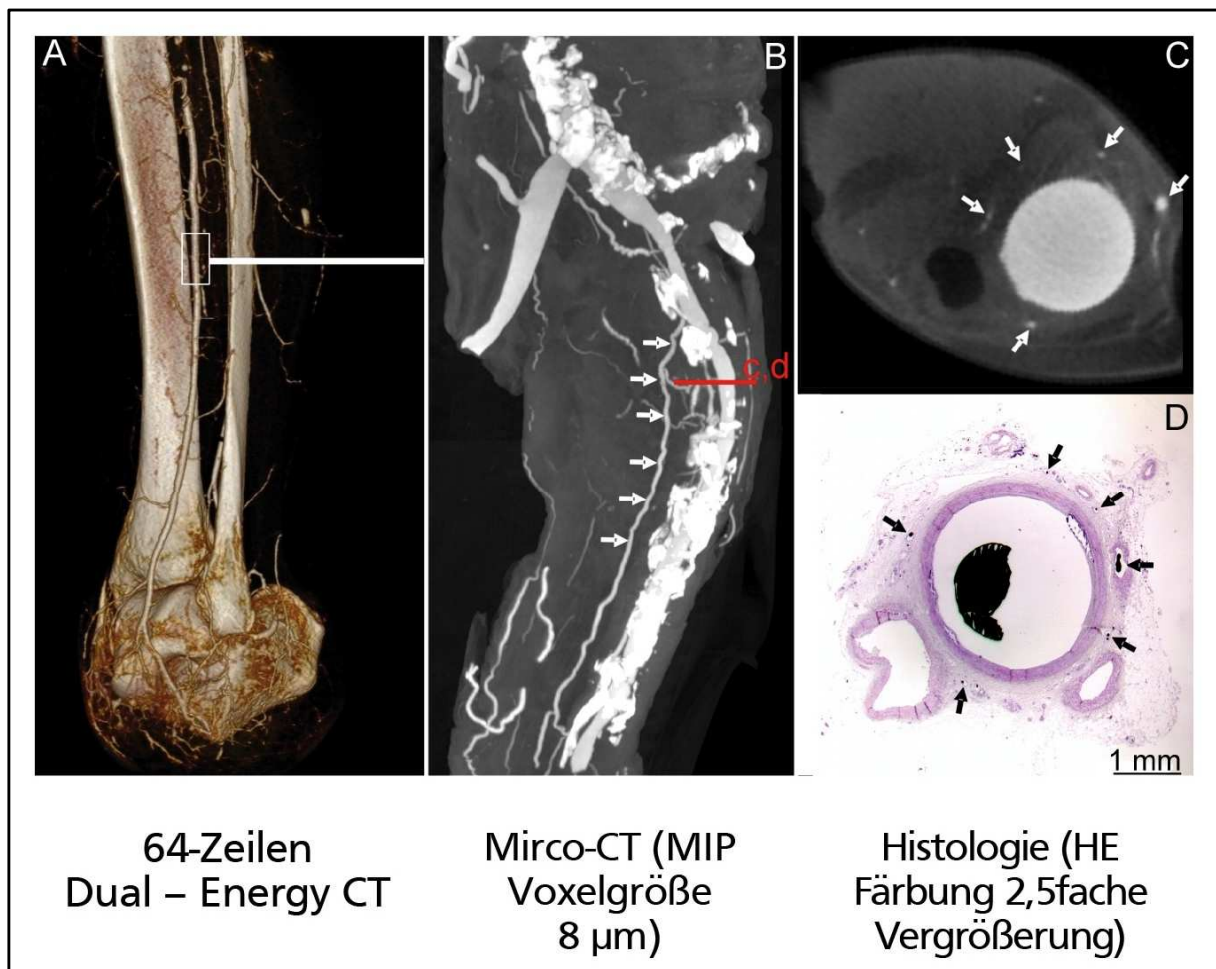 A
B
C
c,d
D
1 mm
64-Zeilen
Dual – Energy CT
Mirco-CT (MIP
Voxelgröße
8 µm)
Histologie (HE
Färbung 2,5fache
Vergrößerung)